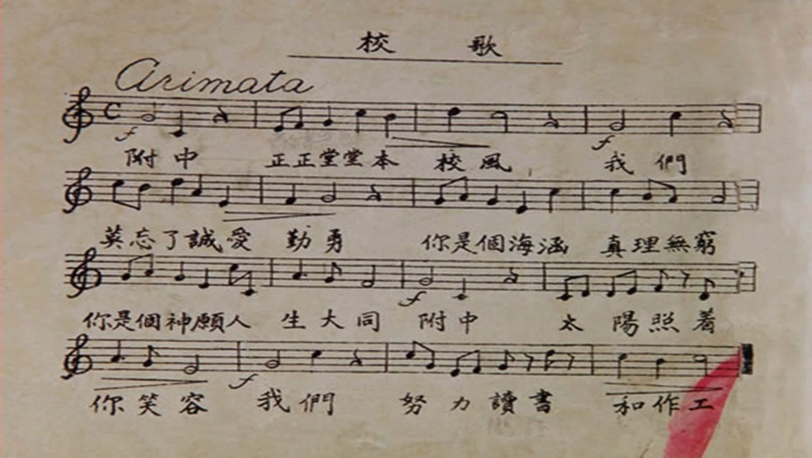 校歌
Arimata
附中 正正堂堂本 校風 我們
莫忘了誠愛 勤勇 你是個海涵 真理無窮
你是個神願人 生大同 附中 太陽照着
你笑容 我們 努力讀書 和作工